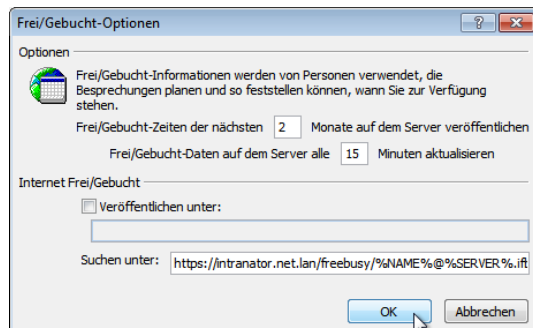 Frei/Gebucht-Optionen
Optionen
Frei/Gebucht-Informationen werden von Personen verwendet, die
Besprechungen planen und so feststellen können, wann Sie zur Verfügung
stehen.
Frei/Gebucht-Zeiten der nächsten 2 Monate auf dem Server veröffentlichen
Frei/Gebucht-Daten auf dem Server alle 15 Minuten aktualisieren
Internet Frei/Gebucht
Veröffentlichen unter:
Suchen unter: https://intranator.net.lan/freebusy/%NAME%@%SERVER%.ift
OK Abbrechen